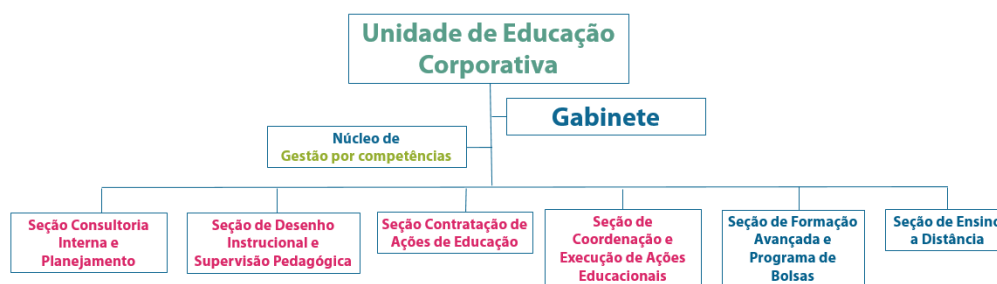 Unidade de Educação
Corporativa
Gabinete
Núcleo de
Gestão por competências
Seção Consultoria
Interna e
Planejamento
Seção de Desenho
Instrucional e
Supervisão Pedagógica
Seção Contratação de
Ações de Educação
Seção de
Coordenação e
Execução de Ações
Educacionais
Seção de Formação
Avançada e
Programa de
Bolsas
Seção de Ensino
a Distância